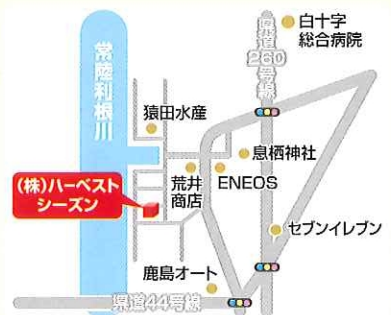 白十字
総合病院
県道260号線
常陸利根川
猿田水産
息栖神社
荒井
商店
ENEOS
(株)ハーベスト
シーズン
セブンイレブン
鹿島オート
県道44号線